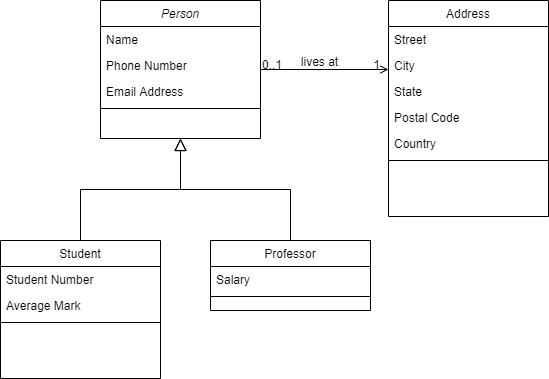 Person
Name
Phone Number
Email Address
0..1
lives at
1
Address
Street
City
State
Postal Code
Country
Student
Student Number
Average Mark
Professor
Salary